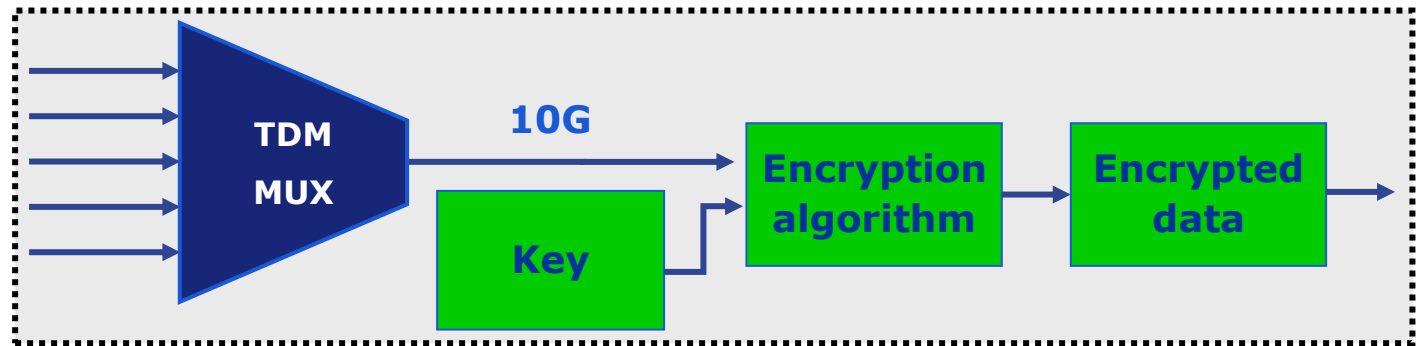 TDM
MUX
10G
Key
Encryption
algorithm
Encrypted
data